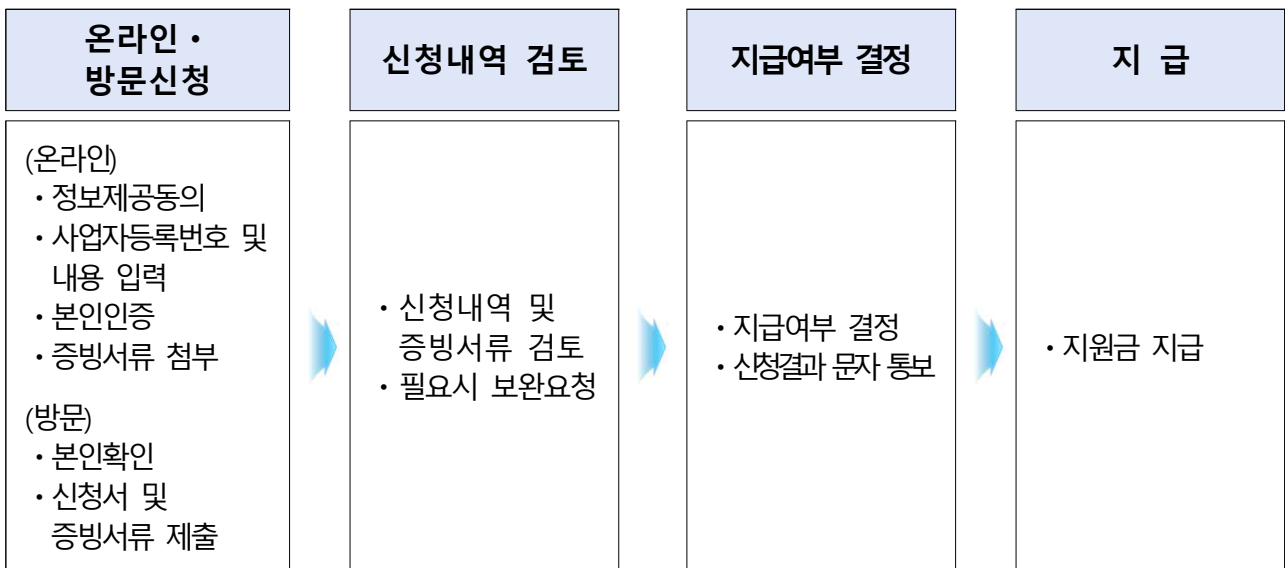 온라인・
방문신청
신청내역 검토
지급여부 결정
지 급
(온라인)
・정보제공동의
・사업자등록번호 및
내용 입력
・본인인증
・증빙서류 첨부
(방문)
・본인확인
・신청서 및
증빙서류 제출
・신청내역 및
증빙서류 검토
・필요시 보완요청
・지급여부 결정
・신청결과 문자 통보
・지원금 지급